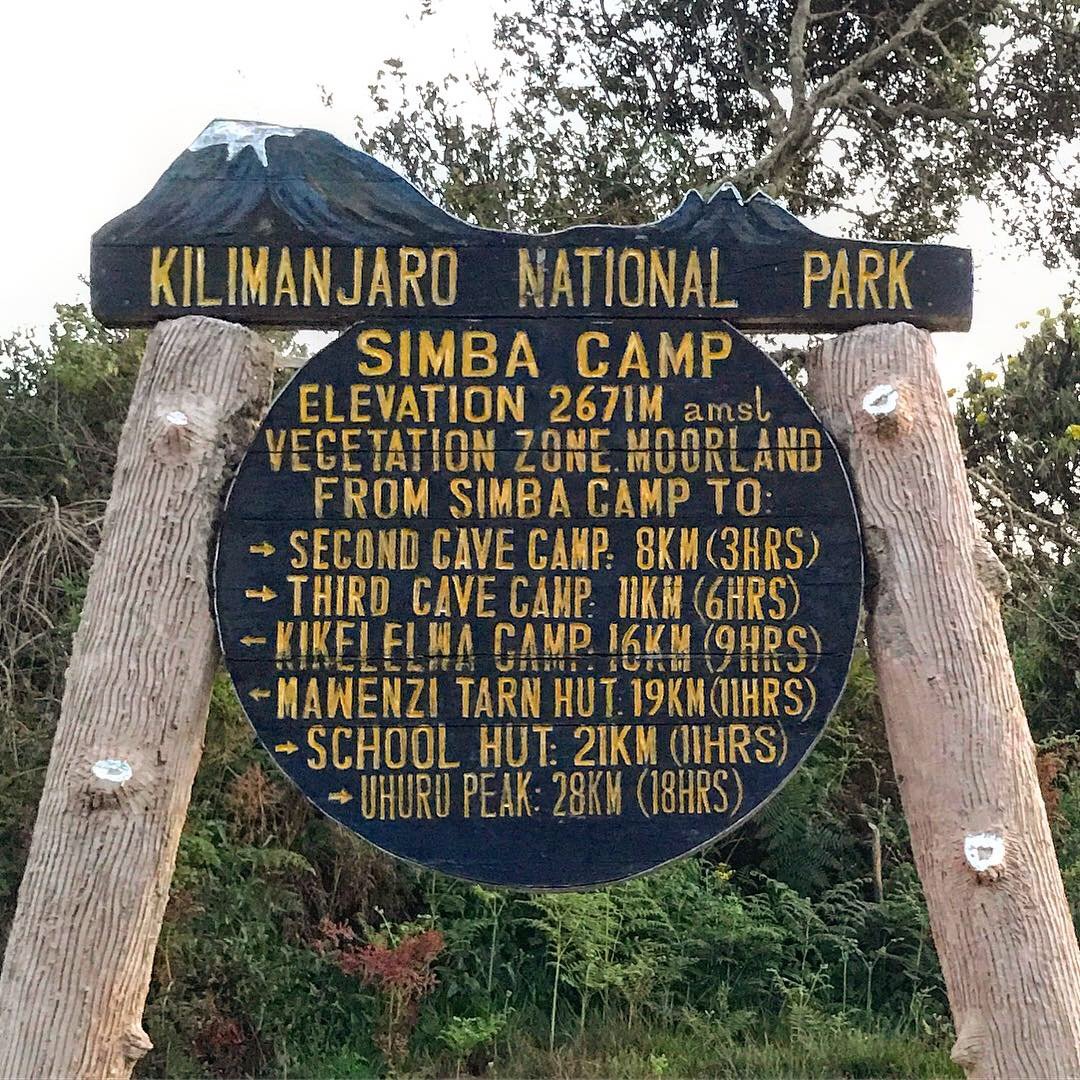 KILIMANJARO NATIONAL PARK
SIMBA CAMP
ELEVATION 2671M amsl
VEGETATION ZONE. MOORLAND
FROM SIMBA CAMP TO:
→ SECOND CAVE CAMP: 8KM (3HRS)
→ THIRD CAVE CAMP: 11KM (6HRS)
← KIKELELWA CAMP: 16KM (9HRS)
← MAWENZI TARN HUT: 19KM (11HRS)
→ SCHOOL HUT: 21KM (11HRS)
→ UHURU PEAK: 28KM (18HRS)